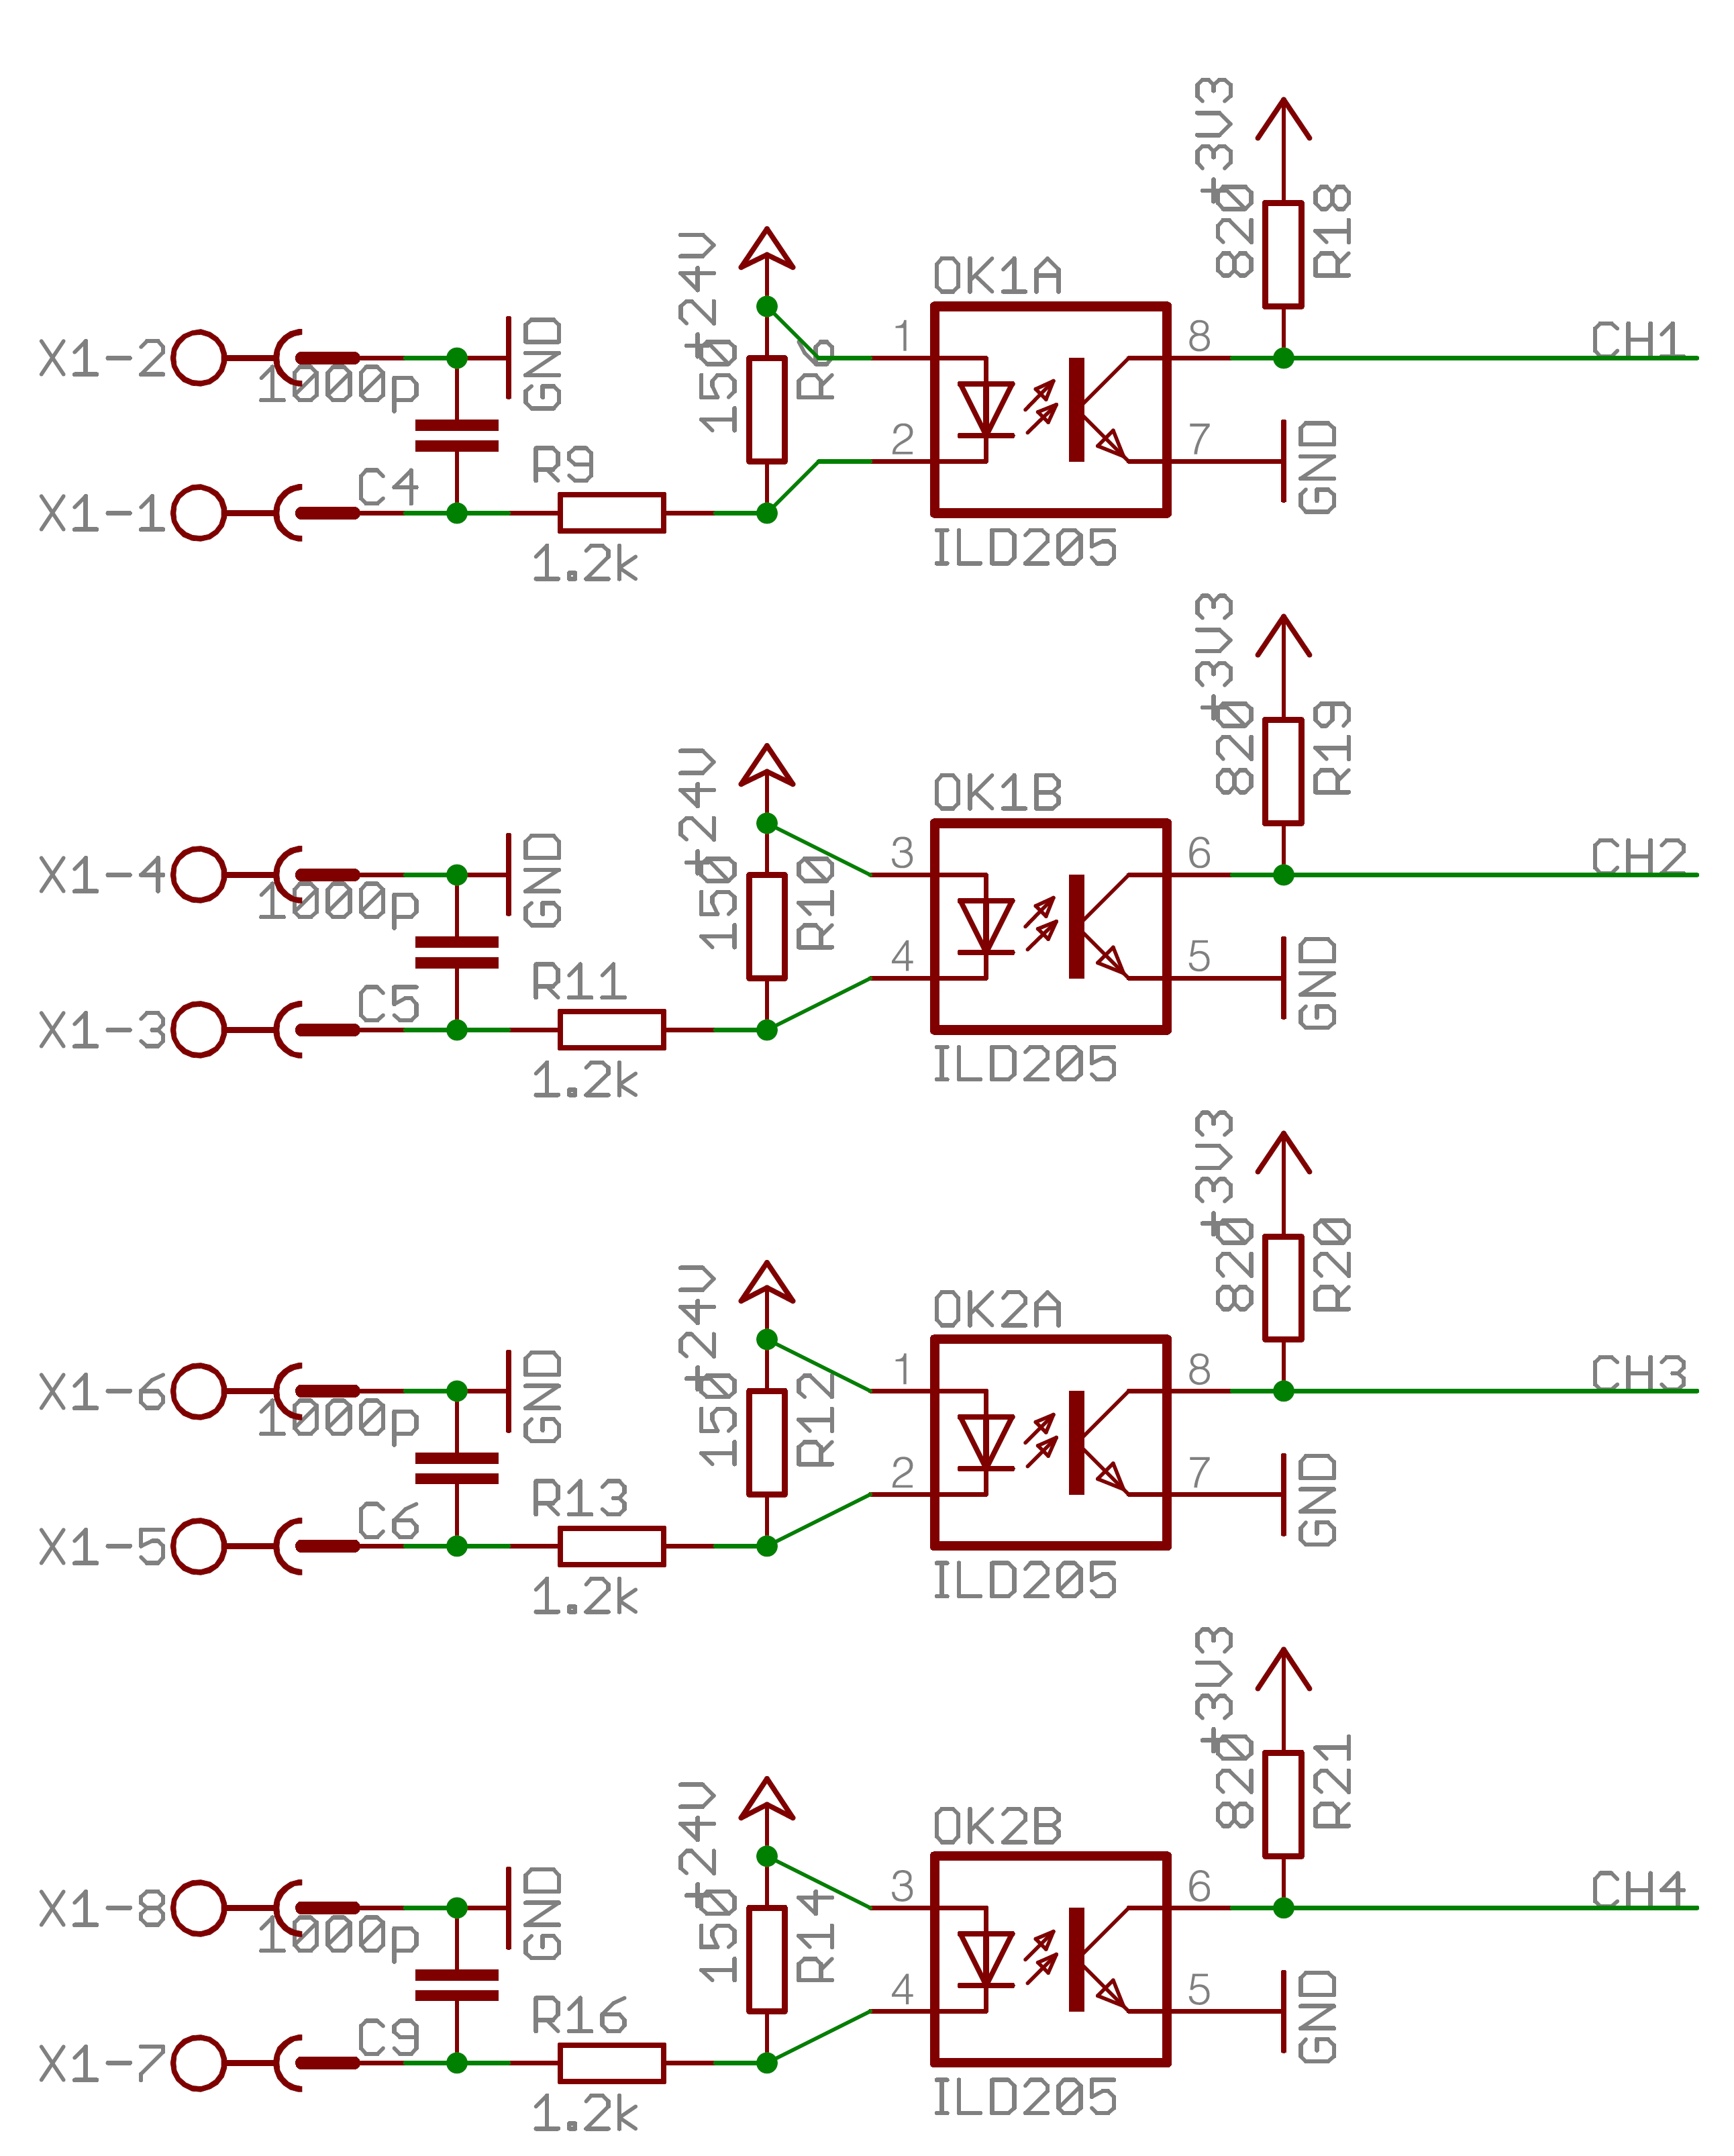 +3V3
820
R18
+24V
150
R8
OK1A
1
8
2
7
ILD205
CH1
GND
X1-2
1000p
GND
X1-1
C4
R9
1.2k
+3V3
820
R19
+24V
150
R10
OK1B
3
6
4
5
ILD205
CH2
GND
X1-4
1000p
GND
X1-3
C5
R11
1.2k
+3V3
820
R20
+24V
150
R12
OK2A
1
8
2
7
ILD205
CH3
GND
X1-6
1000p
GND
X1-5
C6
R13
1.2k
+3V3
820
R21
+24V
150
R14
OK2B
3
6
4
5
ILD205
CH4
GND
X1-8
1000p
GND
X1-7
C9
R16
1.2k